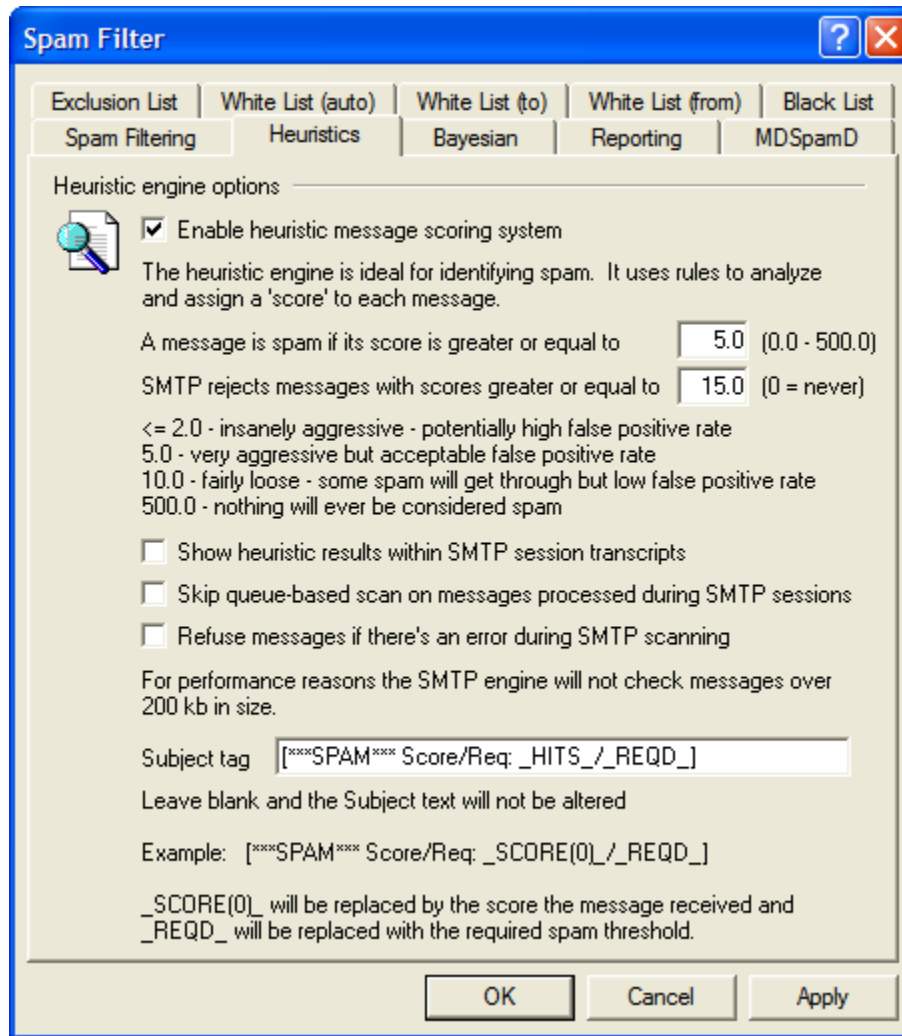 Spam Filter
Exclusion List White List (auto) White List (to) White List (from) Black List
Spam Filtering Heuristics Bayesian Reporting MDSpamD
Heuristic engine options
Enable heuristic message scoring system
The heuristic engine is ideal for identifying spam. It uses rules to analyze
and assign a 'score' to each message.
A message is spam if its score is greater or equal to 5.0 (0.0 - 500.0)
SMTP rejects messages with scores greater or equal to 15.0 (0 = never)
<= 2.0 - insanely aggressive - potentially high false positive rate
5.0 - very aggressive but acceptable false positive rate
10.0 - fairly loose - some spam will get through but low false positive rate
500.0 - nothing will ever be considered spam
Show heuristic results within SMTP session transcripts
Skip queue-based scan on messages processed during SMTP sessions
Refuse messages if there's an error during SMTP scanning
For performance reasons the SMTP engine will not check messages over
200 kb in size.
Subject tag [***SPAM*** Score/Req: _HITS_/_REQD_]
Leave blank and the Subject text will not be altered
Example: [***SPAM*** Score/Req: _SCORE(0)_/_REQD_]
_SCORE(0)_ will be replaced by the score the message received and
_REQD_ will be replaced with the required spam threshold.
OK Cancel Apply